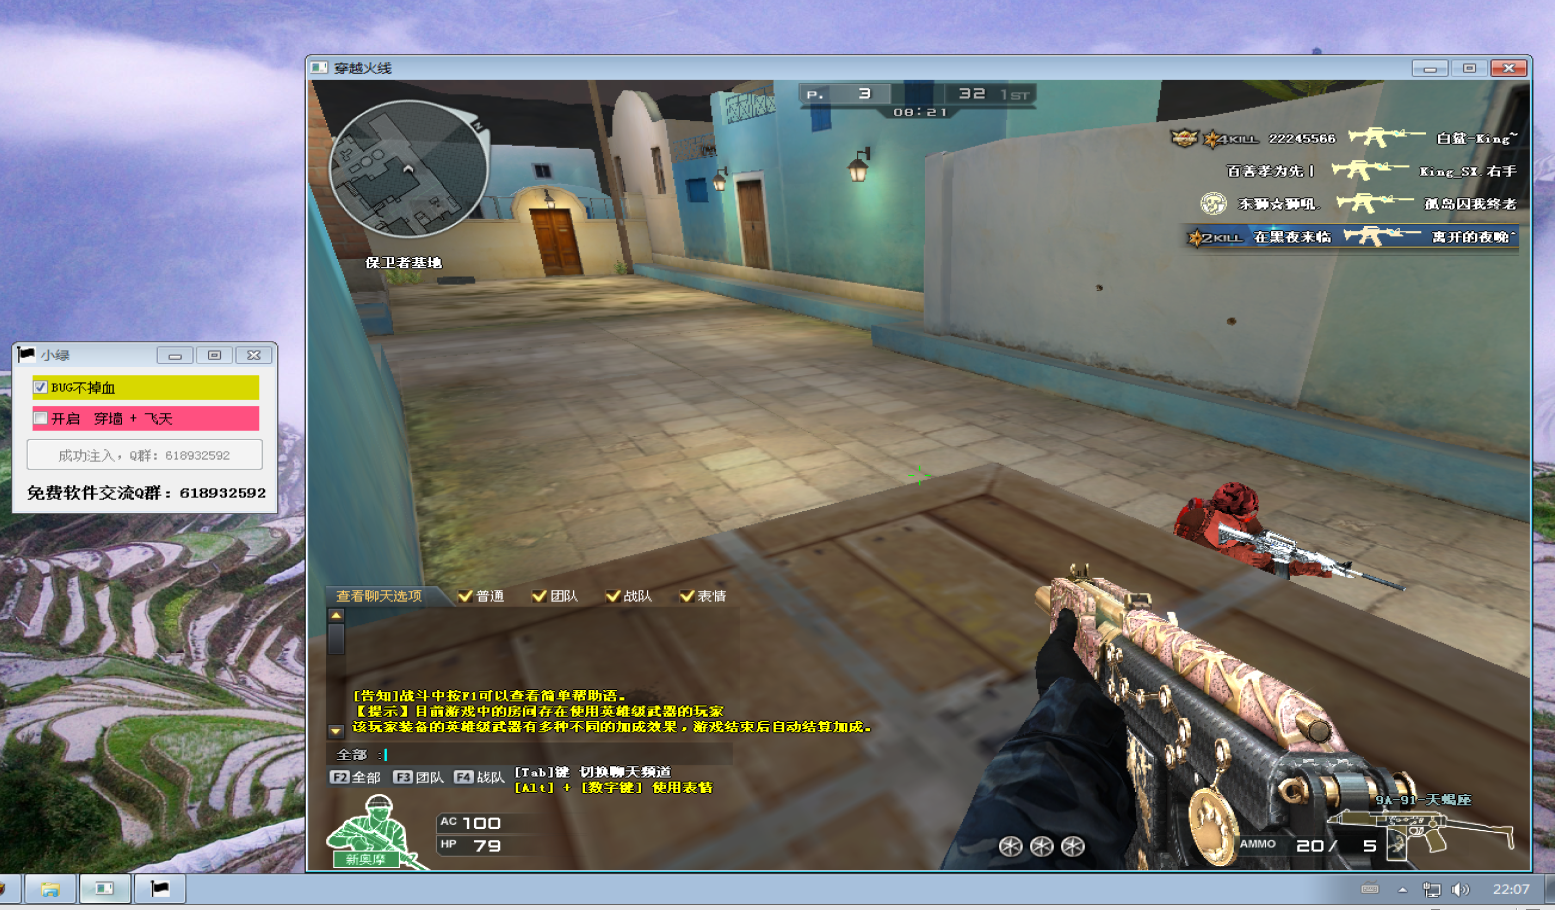 穿越火线
P. 3 32 1ST
08:21
4KILL 22245566 白鲨-King~
百善孝为先丨 King_SX.右手
东狮☆狮吼. 孤岛囚我终老
2KILL 在黑夜来临 离开的夜晚~
N
保卫者基地
小绿
BUG不掉血
开启 穿墙 + 飞天
成功注入，Q群: 618932592
免费软件交流Q群: 618932592
查看聊天选项 普通 团队 战队 表情
[告知]战斗中按F1可以查看简单帮助语。
【提示】目前游戏中的房间存在使用英雄级武器的玩家
该玩家装备的英雄级武器有多种不同的加成效果，游戏结束后自动结算加成。
全部 :
F2 全部 F3 团队 F4 战队 [Tab]键 切换聊天频道
[Alt] + [数字键] 使用表情
新奥摩
AC 100
HP 79
9A-91-天蝎座
AMMO 20/ 5
22:07